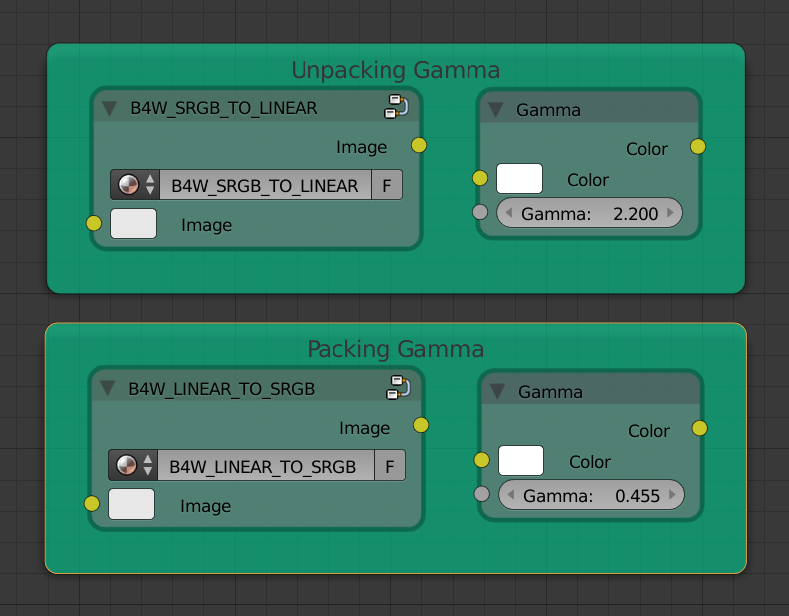 Unpacking Gamma
B4W_SRGB_TO_LINEAR
Image
B4W_SRGB_TO_LINEAR F
Image
Gamma
Color
Color
Gamma: 2.200
Packing Gamma
B4W_LINEAR_TO_SRGB
Image
B4W_LINEAR_TO_SRGB F
Image
Gamma
Color
Color
Gamma: 0.455